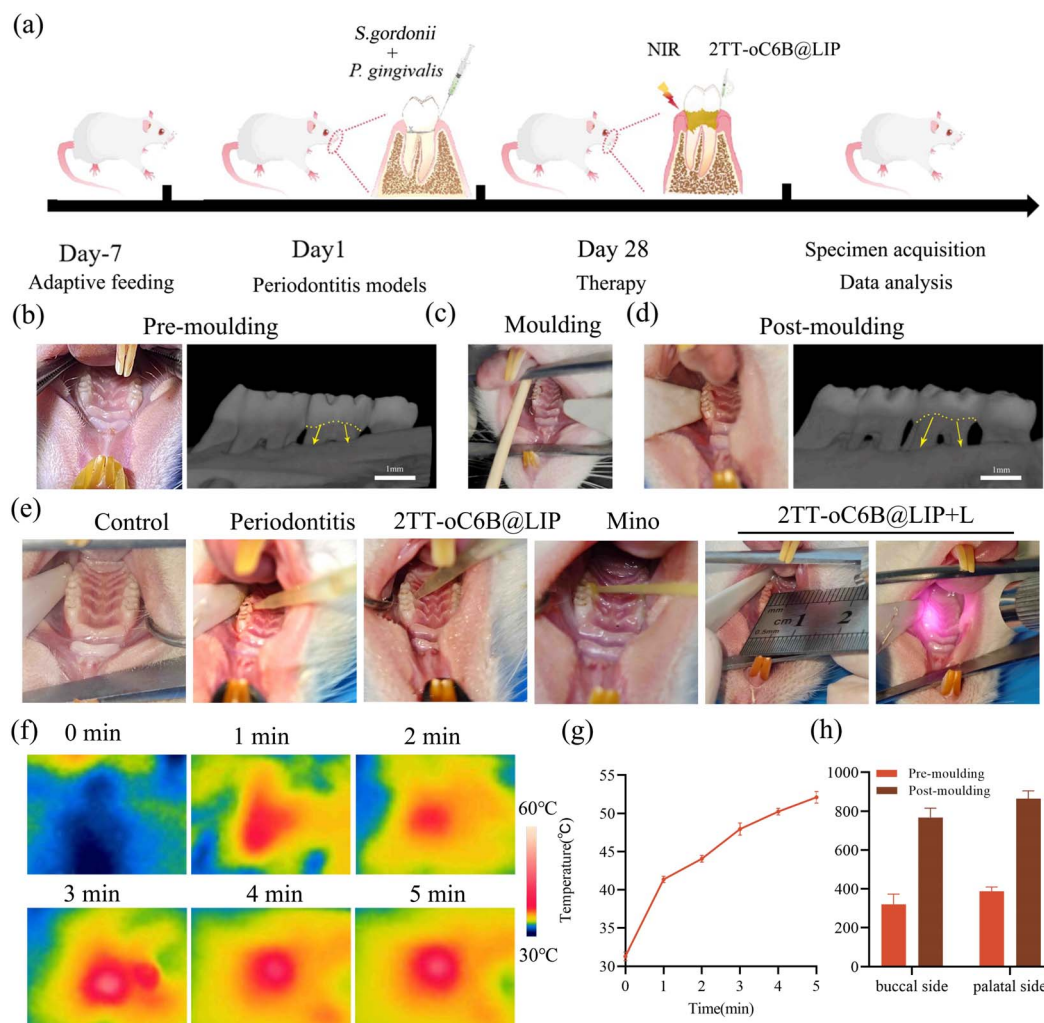 (a)
S.gordonii
+
P. gingivalis
NIR 2TT-oC6B@LIP
Day-7 Day1 Day 28 Specimen acquisition
Adaptive feeding Periodontitis models Therapy Data analysis
(b) Pre-moulding (c) Moulding (d) Post-moulding
1mm 1mm
(e) Control Periodontitis 2TT-oC6B@LIP Mino 2TT-oC6B@LIP+L
mm
cm 1 2
0.5mm
(f) 0 min 1 min 2 min
60℃
3 min 4 min 5 min
30℃
(g)
Temperature(℃)
55
50
45
40
35
30
0 1 2 3 4 5
Time(min)
(h)
Pre-moulding
Post-moulding
1000
800
600
400
200
0
buccal side palatal side